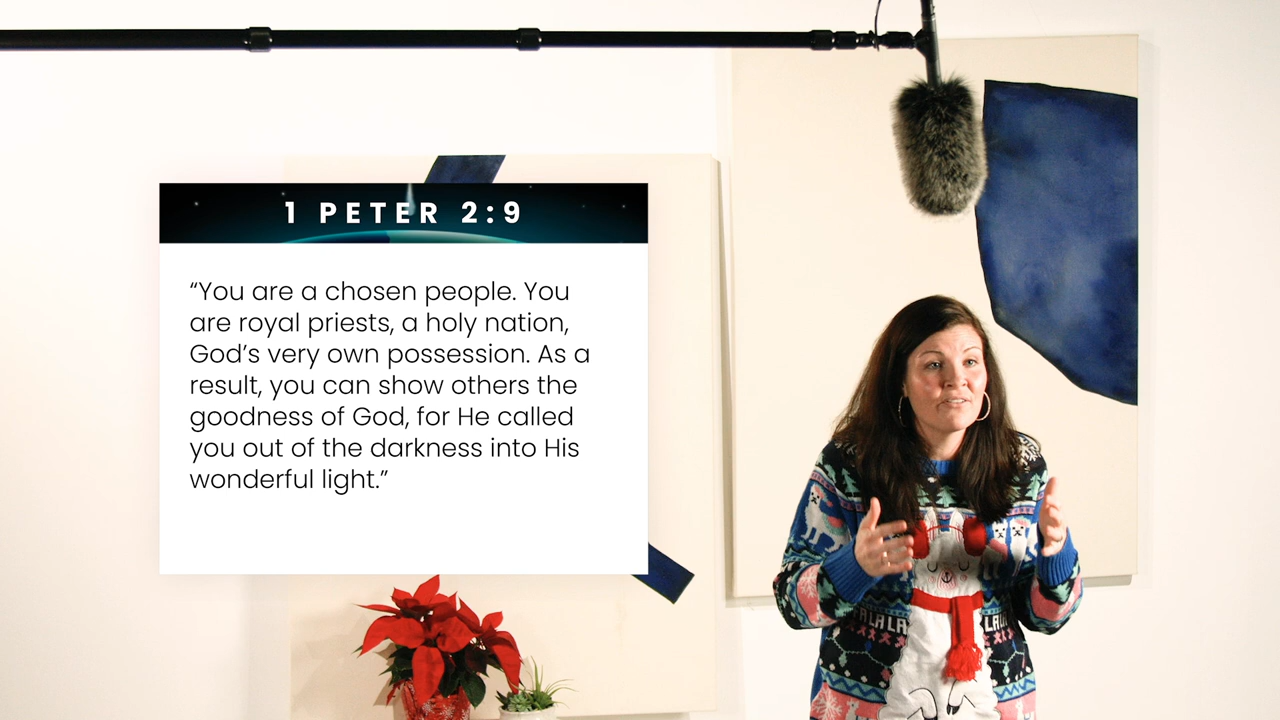 1 PETER 2:9
“You are a chosen people. You
are royal priests, a holy nation,
God’s very own possession. As a
result, you can show others the
goodness of God, for He called
you out of the darkness into His
wonderful light.”